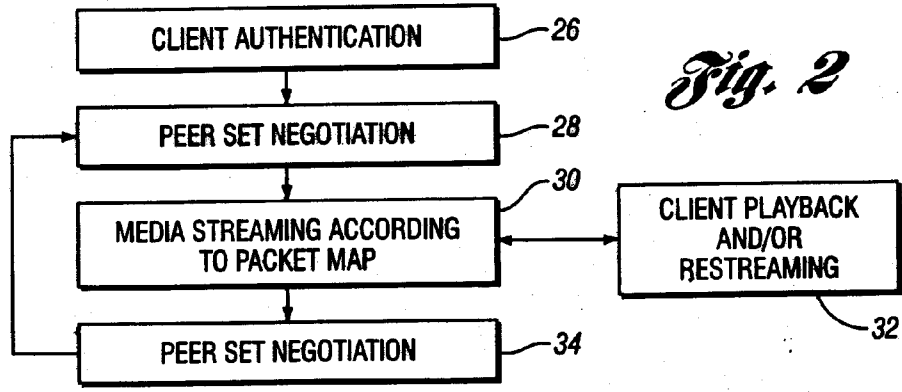 CLIENT AUTHENTICATION
26
Fig. 2
PEER SET NEGOTIATION
28
30
MEDIA STREAMING ACCORDING
TO PACKET MAP
CLIENT PLAYBACK
AND/OR
RESTREAMING
32
PEER SET NEGOTIATION
34